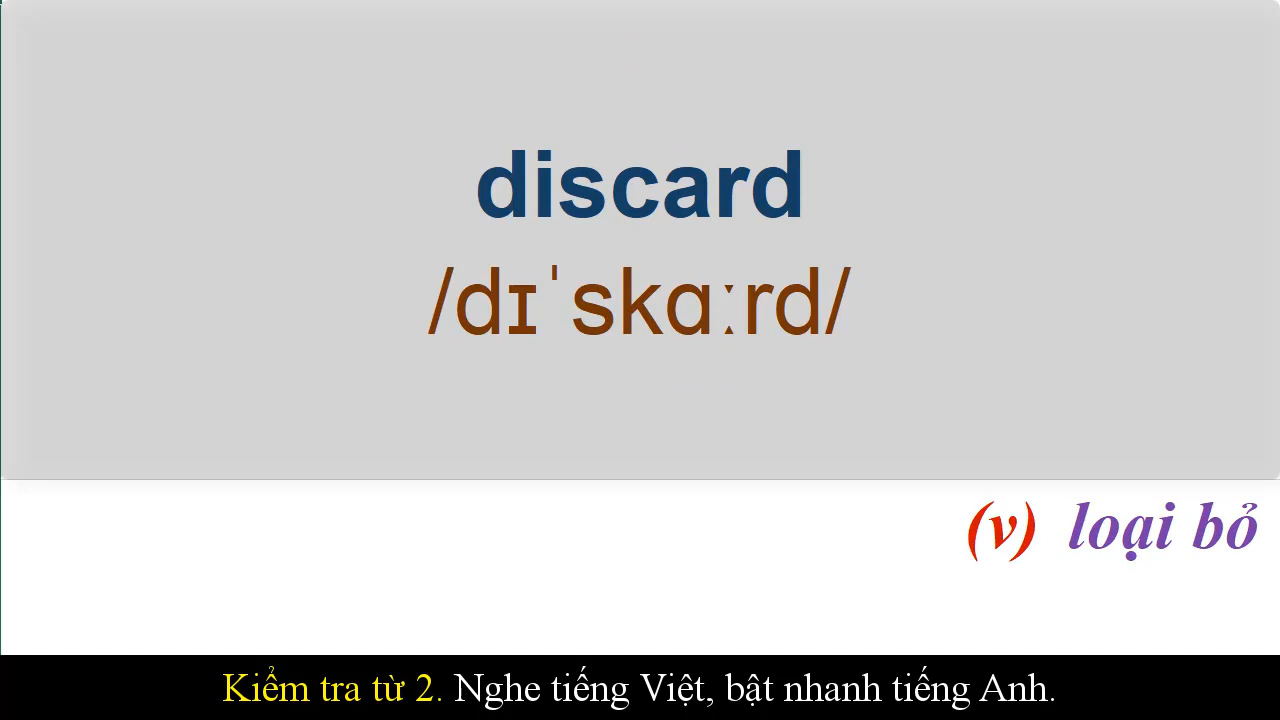 discard
/dɪˈskɑːrd/
(v) loại bỏ
Kiểm tra từ 2. Nghe tiếng Việt, bật nhanh tiếng Anh.